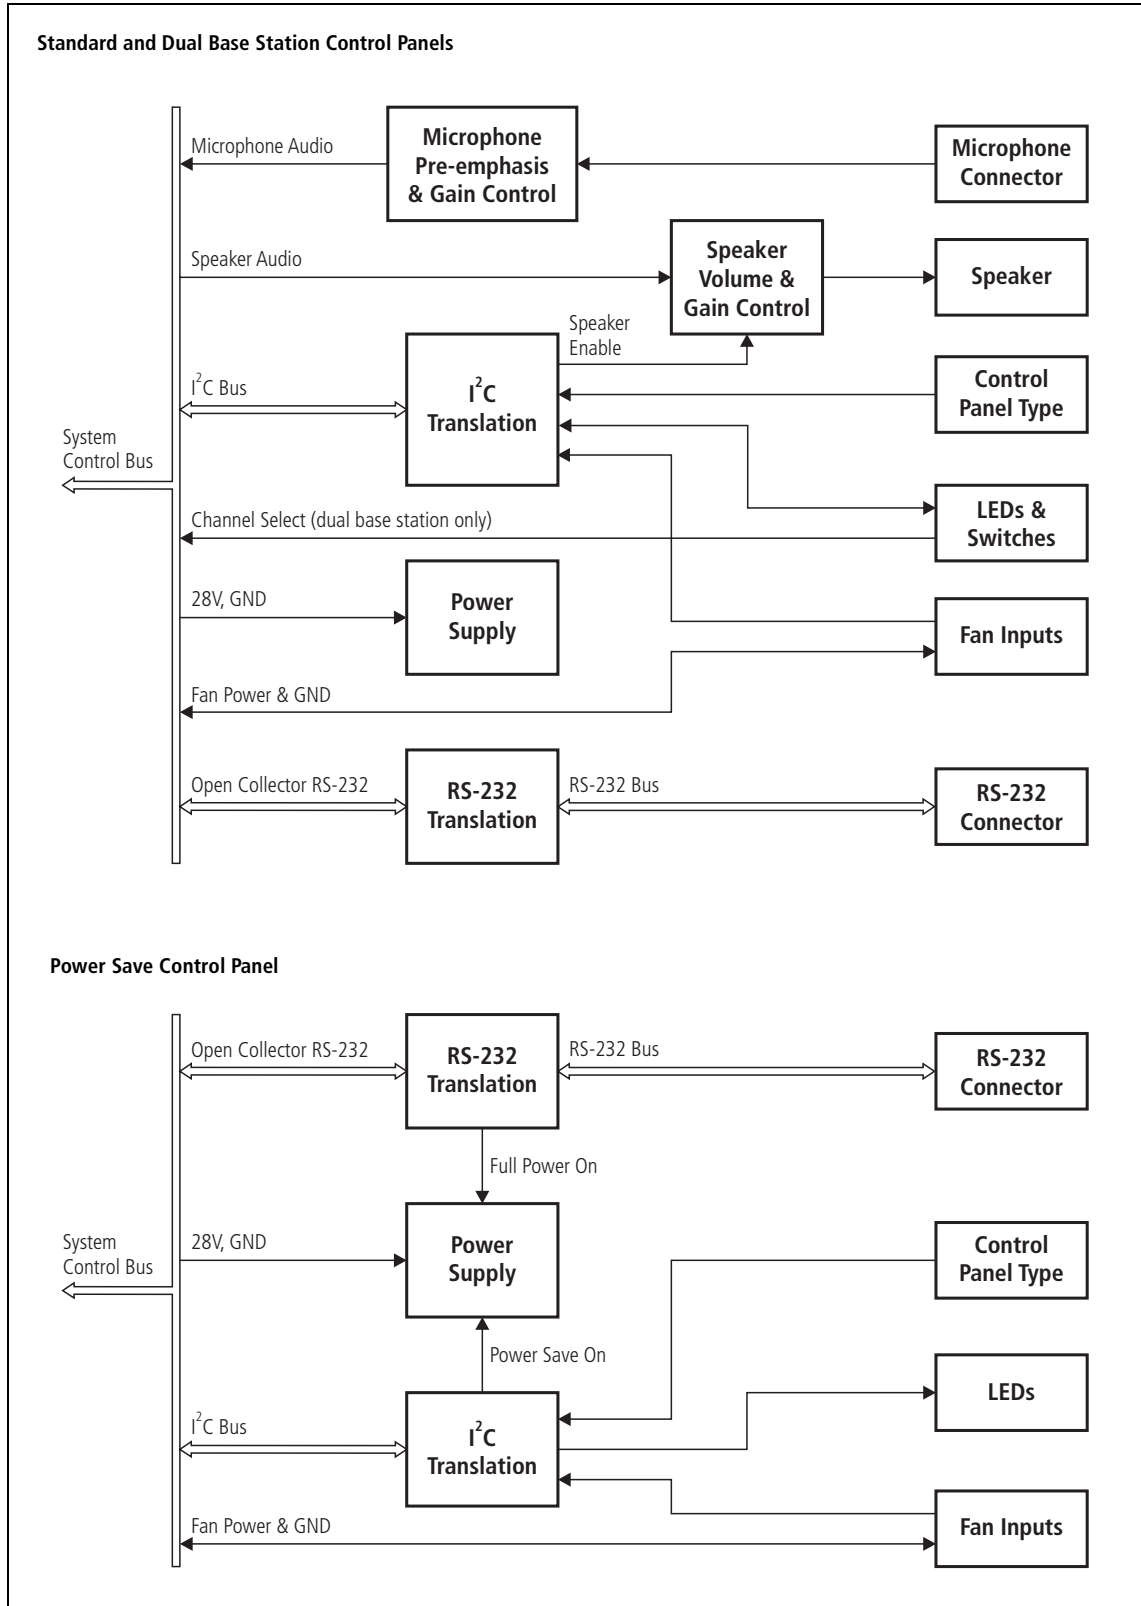 Standard and Dual Base Station Control Panels
Microphone Audio
Microphone
Pre-emphasis
& Gain Control
Microphone
Connector
Speaker Audio
Speaker
Volume &
Gain Control
Speaker
Speaker
Enable
I²C Bus
I²C
Translation
Control
Panel Type
System
Control Bus
Channel Select (dual base station only)
LEDs &
Switches
28V, GND
Power
Supply
Fan Inputs
Fan Power & GND
Open Collector RS-232
RS-232
Translation
RS-232 Bus
RS-232
Connector
Power Save Control Panel
Open Collector RS-232
RS-232
Translation
RS-232 Bus
RS-232
Connector
Full Power On
System
Control Bus
28V, GND
Power
Supply
Control
Panel Type
Power Save On
LEDs
I²C Bus
I²C
Translation
Fan Power & GND
Fan Inputs